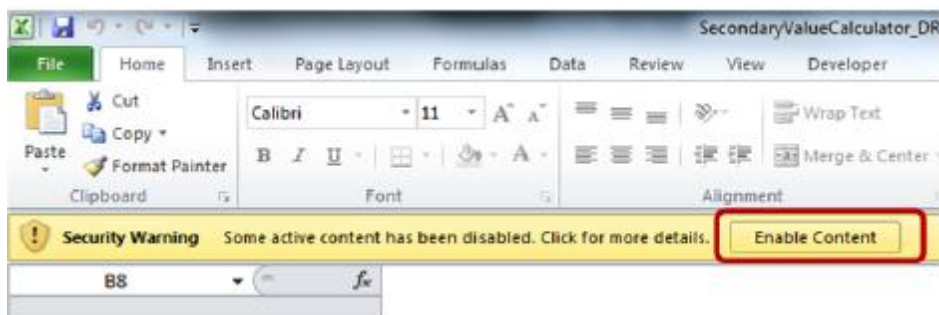 SecondaryValueCalculator_DR
File Home Insert Page Layout Formulas Data Review View Developer
Cut
Copy
Format Painter
Paste
Calibri 11 A A
B I U A
Wrap Text
Merge & Center
Clipboard Font Alignment
Security Warning Some active content has been disabled. Click for more details. Enable Content
B8 fx